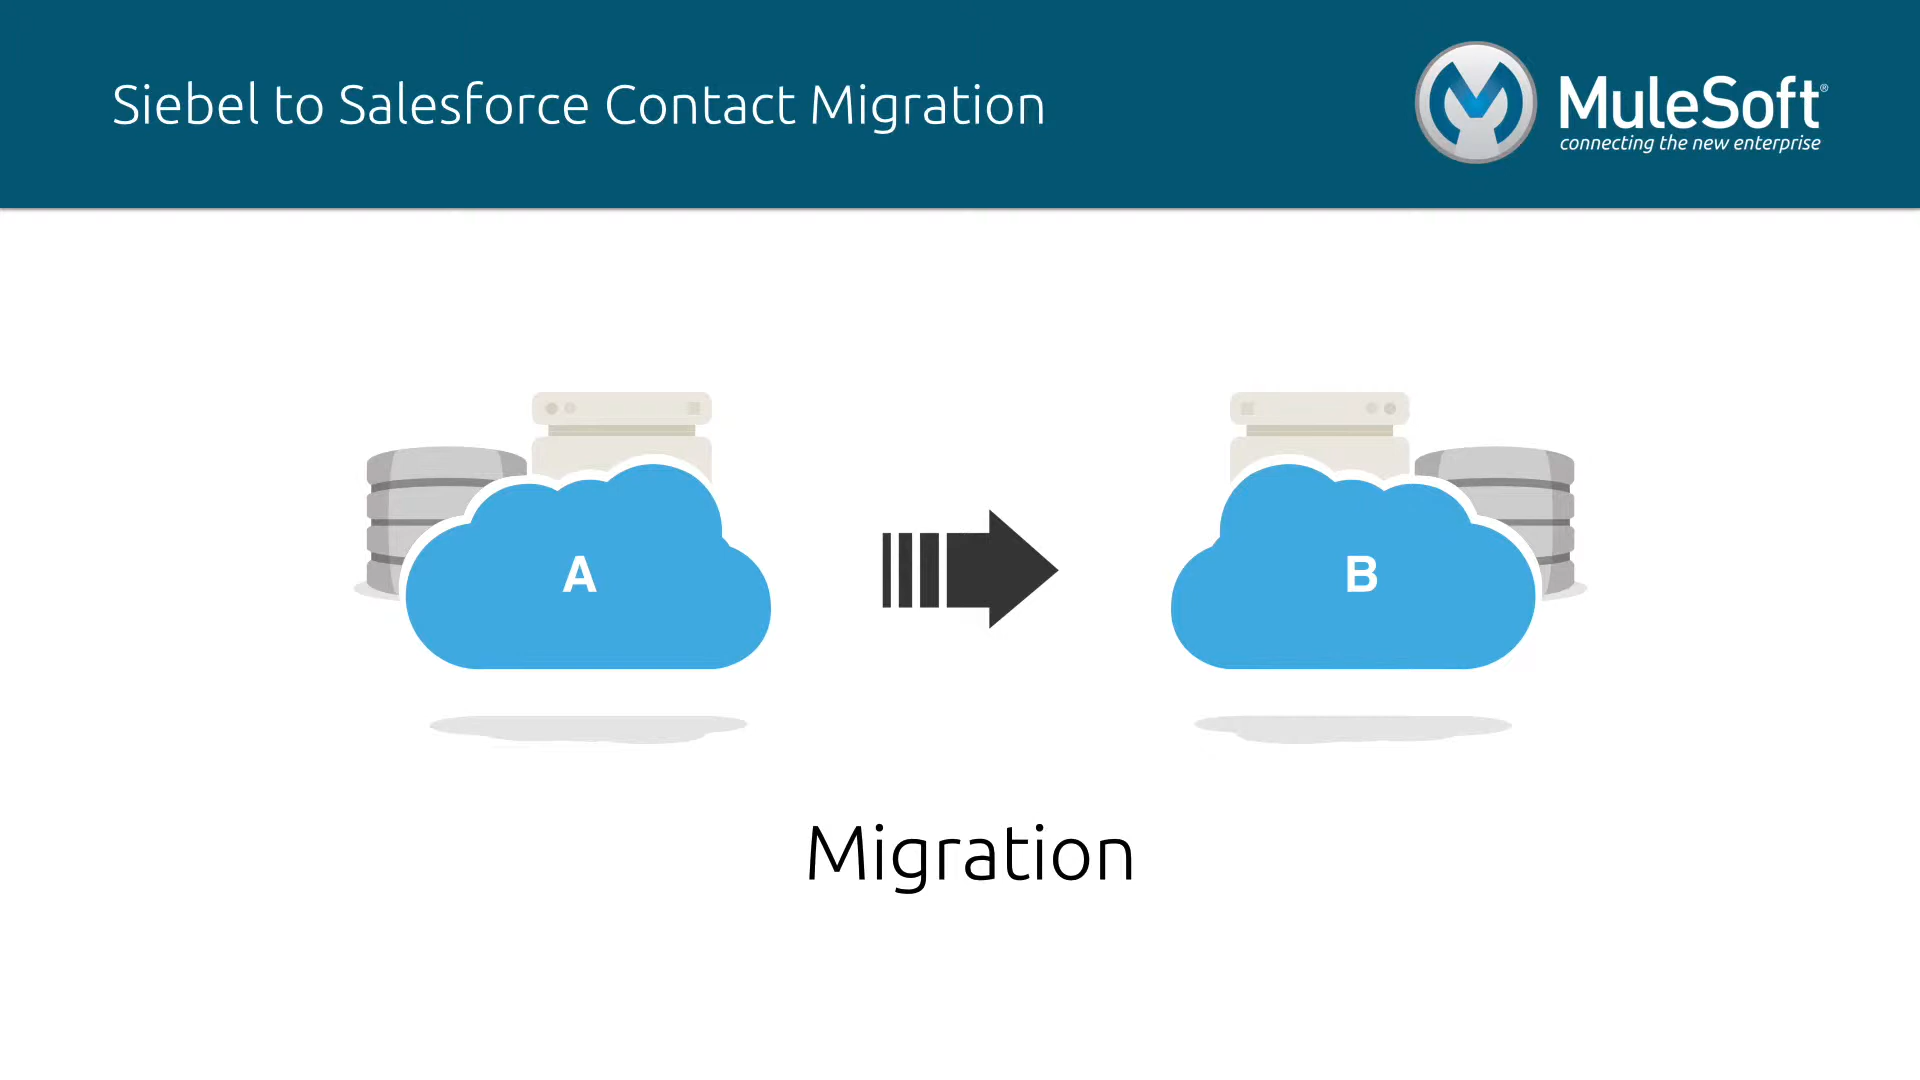 Siebel to Salesforce Contact Migration
MuleSoft®
connecting the new enterprise
A
B
Migration